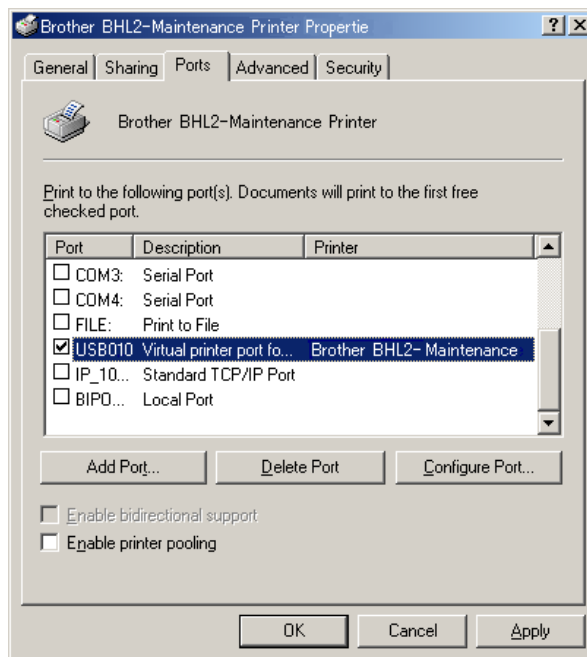 Brother BHL2-Maintenance Printer Propertie
General Sharing Ports Advanced Security
Brother BHL2-Maintenance Printer
Print to the following port(s). Documents will print to the first free
checked port.
Port Description Printer
COM3: Serial Port
COM4: Serial Port
FILE: Print to File
USB010 Virtual printer port fo... Brother BHL2- Maintenance
IP_10... Standard TCP/IP Port
BIPO... Local Port
Add Port... Delete Port Configure Port...
Enable bidirectional support
Enable printer pooling
OK Cancel Apply